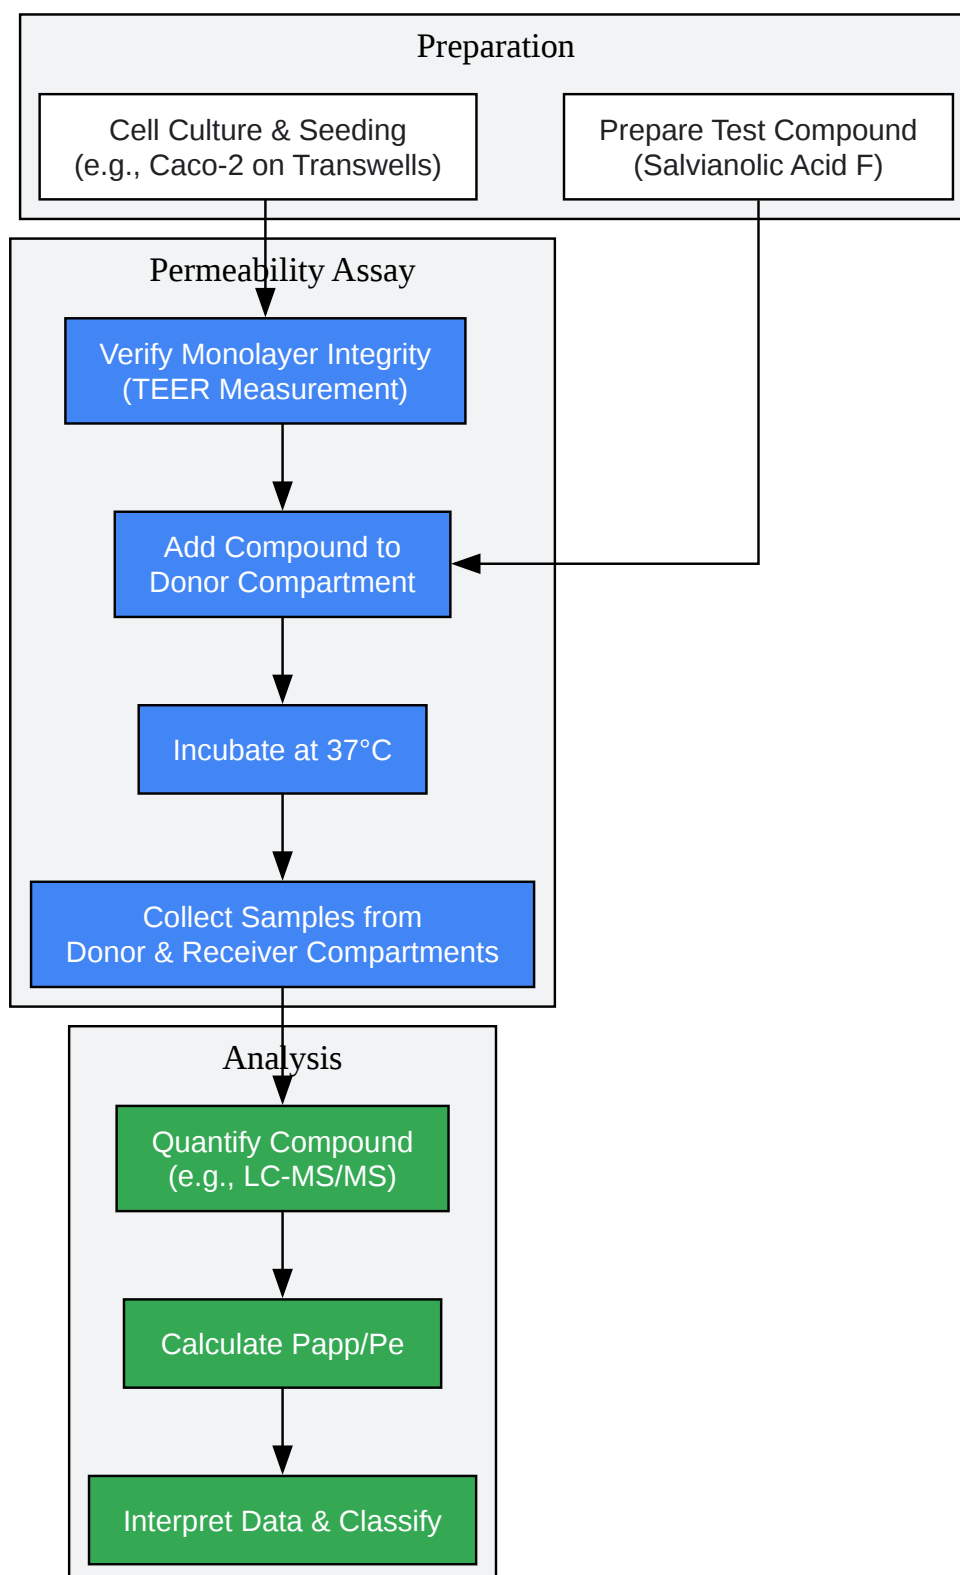 Preparation
Cell Culture & Seeding
(e.g., Caco-2 on Transwells)
Prepare Test Compound
(Salvianolic Acid F)
Permeability Assay
Verify Monolayer Integrity
(TEER Measurement)
Add Compound to
Donor Compartment
Incubate at 37°C
Collect Samples from
Donor & Receiver Compartments
Analysis
Quantify Compound
(e.g., LC-MS/MS)
Calculate Papp/Pe
Interpret Data & Classify